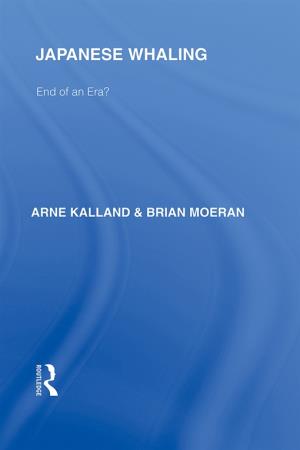 JAPANESE WHALING
End of an Era?
ARNE KALLAND & BRIAN MOERAN
ROUTLEDGE